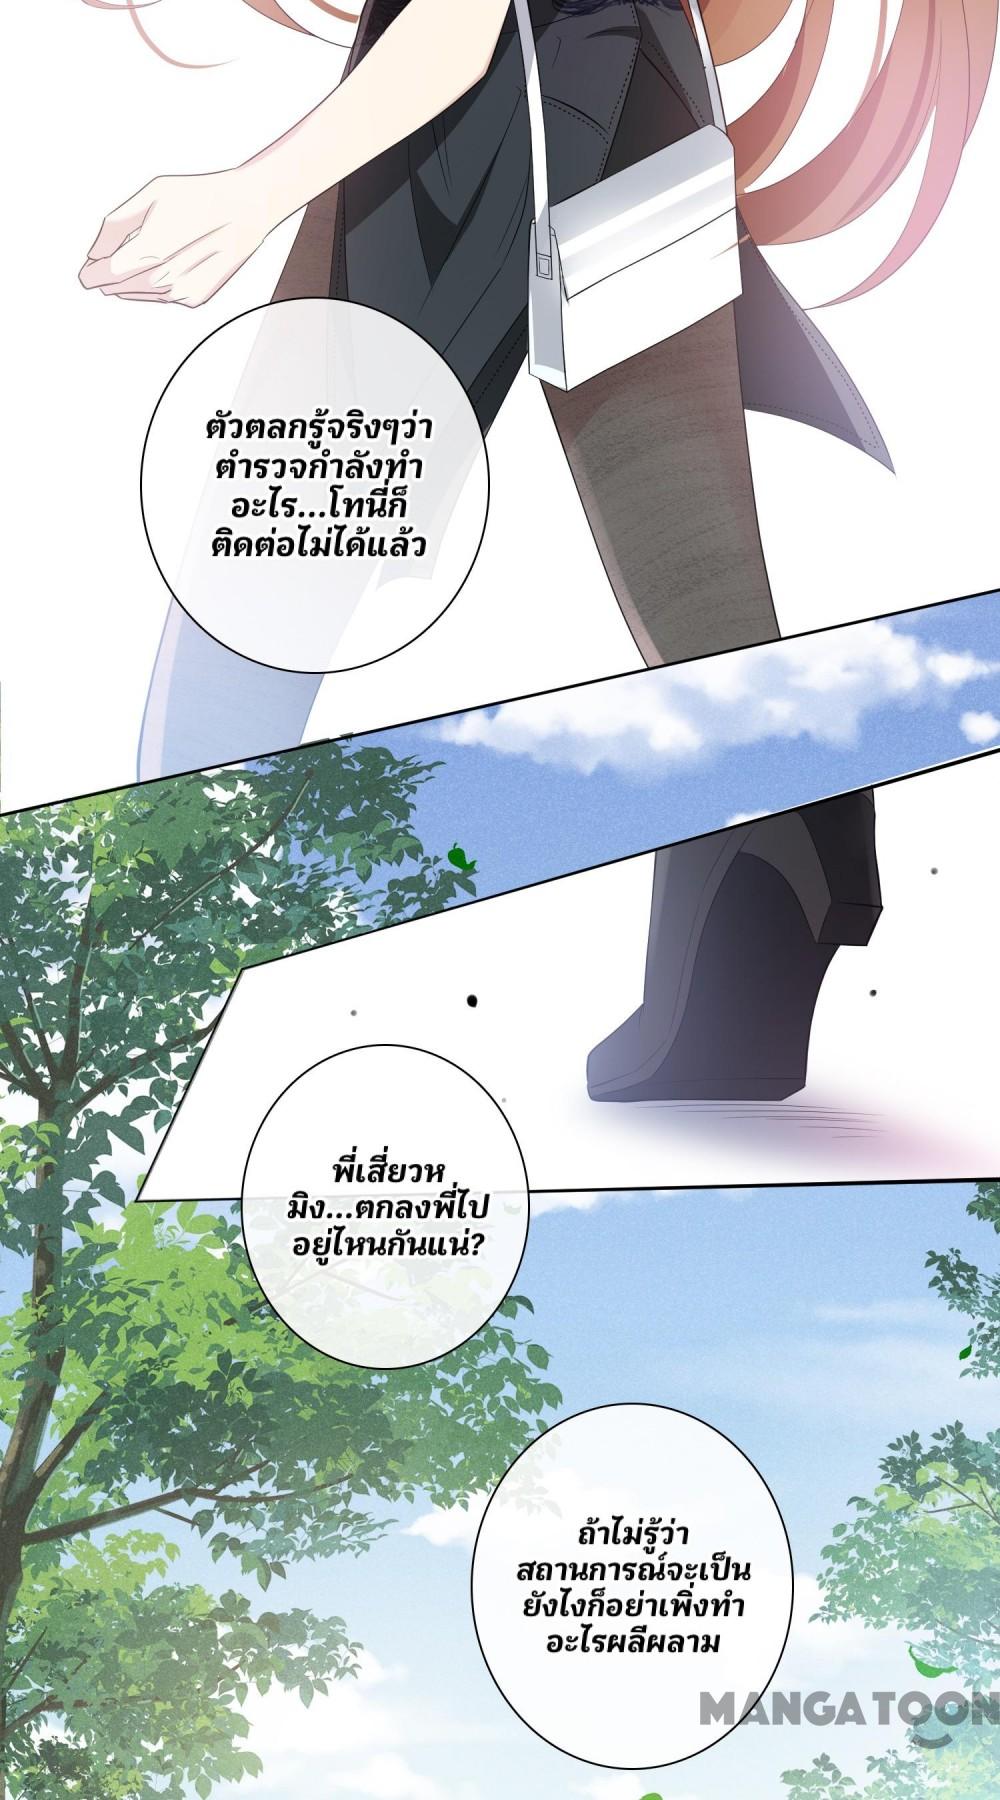 ตัวตลกรู้จริงๆว่า
ตำรวจกำลังทำ
อะไร...โทนี่ก็
ติดต่อไม่ได้แล้ว
พี่เสี่ยวห
มิง...ตกลงพี่ไป
อยู่ไหนกันแน่?
ถ้าไม่รู้ว่า
สถานการณ์จะเป็น
ยังไงก็อย่าเพิ่งทำ
อะไรผลีผลาม
MANGATOON